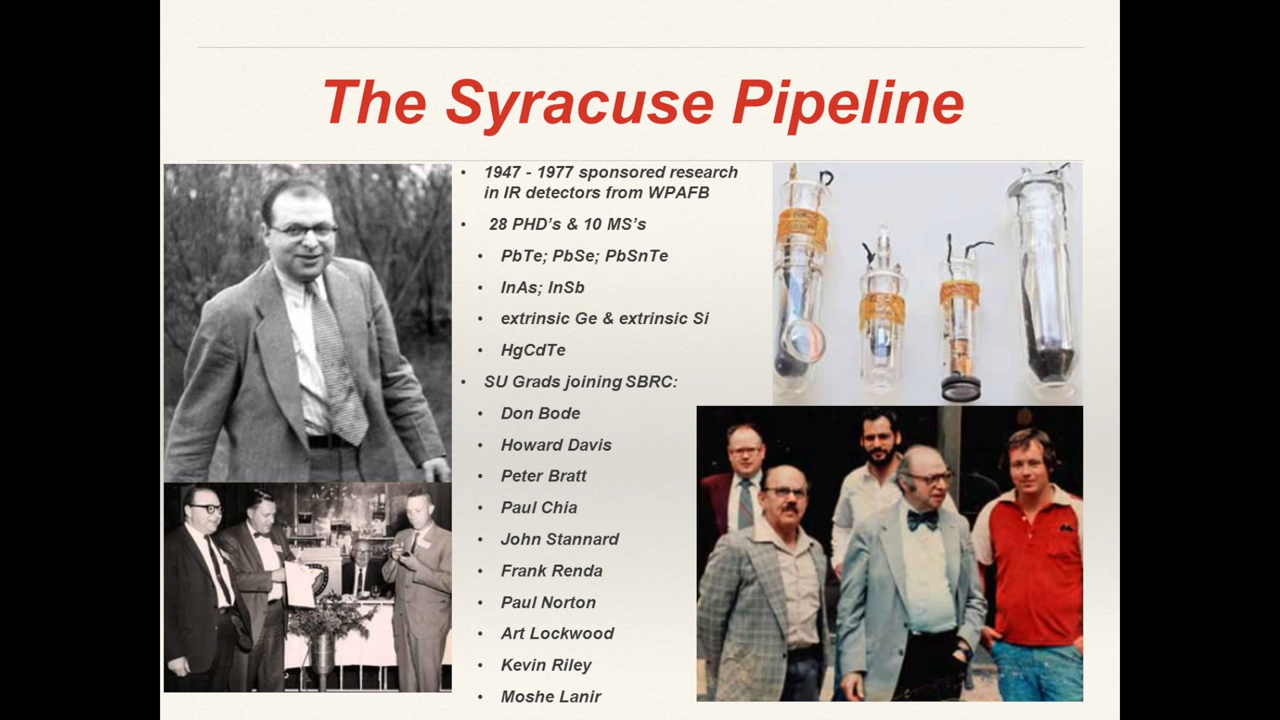 The Syracuse Pipeline
• 1947 - 1977 sponsored research
in IR detectors from WPAFB
• 28 PHD's & 10 MS's
• PbTe; PbSe; PbSnTe
• InAs; InSb
• extrinsic Ge & extrinsic Si
• HgCdTe
• SU Grads joining SBRC:
• Don Bode
• Howard Davis
• Peter Bratt
• Paul Chia
• John Stannard
• Frank Renda
• Paul Norton
• Art Lockwood
• Kevin Riley
• Moshe Lanir